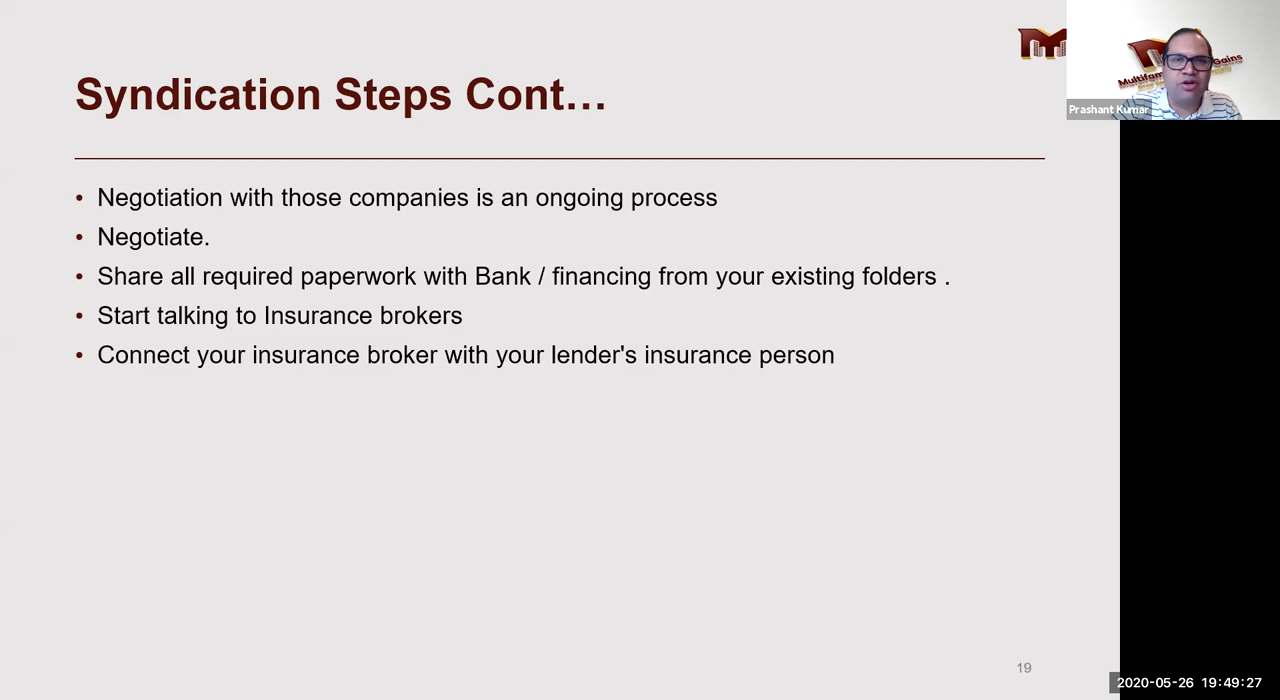 Syndication Steps Cont…
• Negotiation with those companies is an ongoing process
• Negotiate.
• Share all required paperwork with Bank / financing from your existing folders .
• Start talking to Insurance brokers
• Connect your insurance broker with your lender's insurance person
19
Gains
Prashant Kumar
2020-05-26 19:49:27